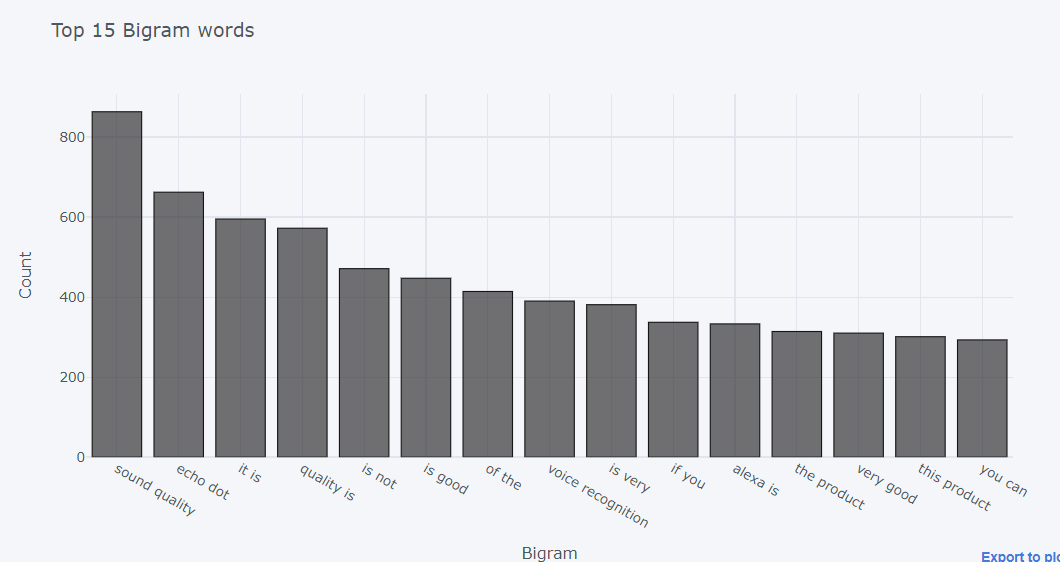 Top 15 Bigram words
800
600
400
200
0
Count
sound quality
echo dot
it is
quality is
is not
is good
of the
voice recognition
is very
if you
alexa is
the product
very good
this product
you can
Bigram
Export to